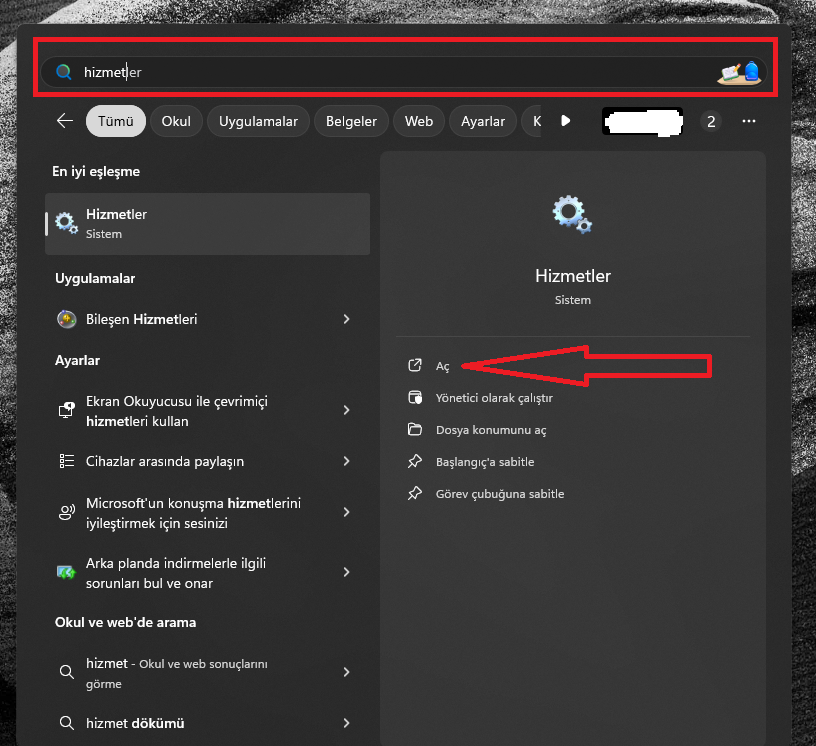 hizmetler
Tümü Okul Uygulamalar Belgeler Web Ayarlar K 2
En iyi eşleşme
Hizmetler
Sistem
Uygulamalar
Bileşen Hizmetleri
Ayarlar
Ekran Okuyucusu ile çevrimiçi
hizmetleri kullan
Cihazlar arasında paylaşın
Microsoft'un konuşma hizmetlerini
iyileştirmek için sesinizi
Arka planda indirmelerle ilgili
sorunları bul ve onar
Okul ve web'de arama
hizmet - Okul ve web sonuçlarını
görme
hizmet dökümü
Hizmetler
Sistem
Aç
Yönetici olarak çalıştır
Dosya konumunu aç
Başlangıç'a sabitle
Görev çubuğuna sabitle